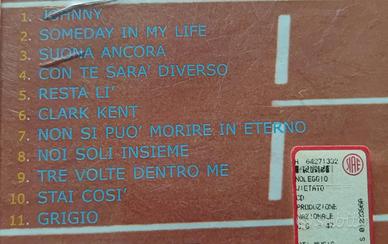 1. JOHNNY
2. SOMEDAY IN MY LIFE
3. SUONA ANCORA
4. CON TE SARA' DIVERSO
5. RESTA LI'
6. CLARK KENT
7. NON SI PUO' MORIRE IN ETERNO
8. NOI SOLI INSIEME
9. TRE VOLTE DENTRO ME
10. STAI COSI'
11. GRIGIO
SIAE
NOLEGGIO
VIETATO
CD
PRODUZIONE
NAZIONALE